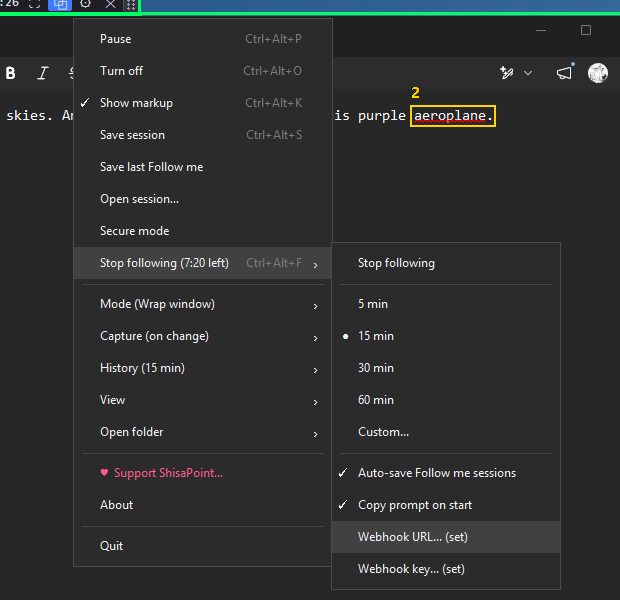 :26
Pause Ctrl+Alt+P
Turn off Ctrl+Alt+O
✓ Show markup Ctrl+Alt+K
Save session Ctrl+Alt+S
Save last Follow me
Open session...
Secure mode
Stop following (7:20 left) Ctrl+Alt+F ›
Mode (Wrap window) ›
Capture (on change) ›
History (15 min) ›
View ›
Open folder ›
♥ Support ShisaPoint...
About
Quit
B I
2
skies. is purple aeroplane.
Stop following
5 min
● 15 min
30 min
60 min
Custom...
✓ Auto-save Follow me sessions
✓ Copy prompt on start
Webhook URL... (set)
Webhook key... (set)